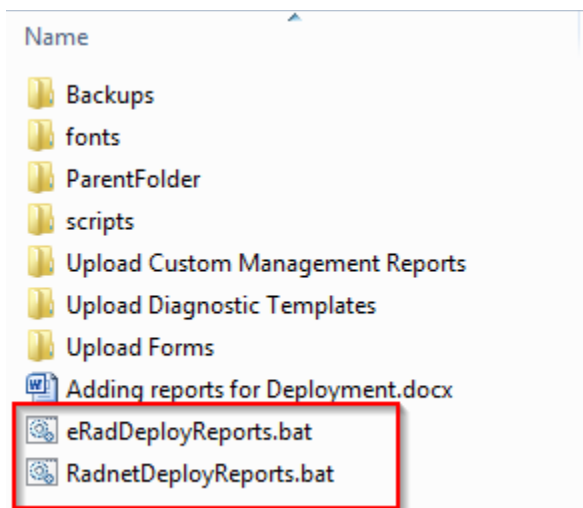 Name
Backups
fonts
ParentFolder
scripts
Upload Custom Management Reports
Upload Diagnostic Templates
Upload Forms
Adding reports for Deployment.docx
eRadDeployReports.bat
RadnetDeployReports.bat